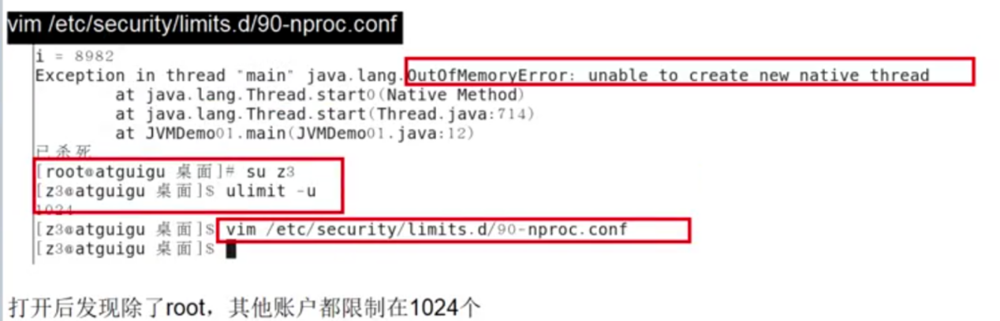 vim /etc/security/limits.d/90-nproc.conf
i = 8982
Exception in thread "main" java.lang.OutOfMemoryError: unable to create new native thread
at java.lang.Thread.start0(Native Method)
at java.lang.Thread.start(Thread.java:714)
at JVMDemo01.main(JVMDemo01.java:12)
已杀死
[root@atguigu 桌面]# su z3
[z3@atguigu 桌面]$ ulimit -u
1024
[z3@atguigu 桌面]$ vim /etc/security/limits.d/90-nproc.conf
[z3@atguigu 桌面]$
打开后发现除了root，其他账户都限制在1024个